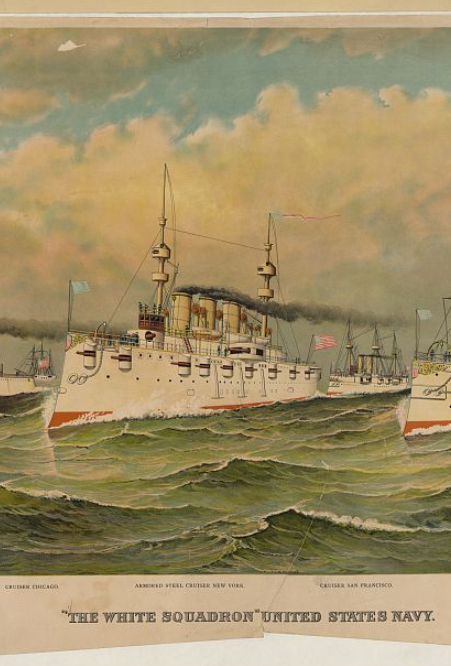 CRUISER CHICAGO. ARMORED STEEL CRUISER NEW YORK. CRUISER SAN FRANCISCO.
"THE WHITE SQUADRON" UNITED STATES NAVY.